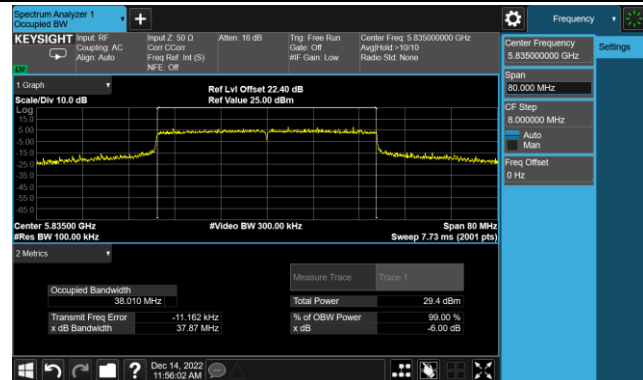 Spectrum Analyzer 1
Occupied BW
Frequency
KEYSIGHT
Input: RF
Coupling: AC
Align: Auto
Input Z: 50 Ω
Corr CCorr
Freq Ref: Int (S)
NFE: Off
Atten: 16 dB
Trig: Free Run
Gate: Off
#IF Gain: Low
Center Freq: 5.835000000 GHz
Avg|Hold:>10/10
Radio Std: None
Center Frequency
5.835000000 GHz
Settings
Span
80.000 MHz
CF Step
8.000000 MHz
Auto
Man
Freq Offset
0 Hz
1 Graph
Scale/Div 10.0 dB
Ref Lvl Offset 22.40 dB
Ref Value 25.00 dBm
Log
15.0
5.00
-5.00
-15.0
-25.0
-35.0
-45.0
-55.0
-65.0
Center 5.83500 GHz
#Video BW 300.00 kHz
Span 80 MHz
#Res BW 100.00 kHz
Sweep 7.73 ms (2001 pts)
2 Metrics
Measure Trace
Trace 1
Occupied Bandwidth
38.010 MHz
Total Power
29.4 dBm
Transmit Freq Error
-11.162 kHz
% of OBW Power
99.00 %
x dB Bandwidth
37.87 MHz
x dB
-6.00 dB
Dec 14, 2022
11:56:02 AM